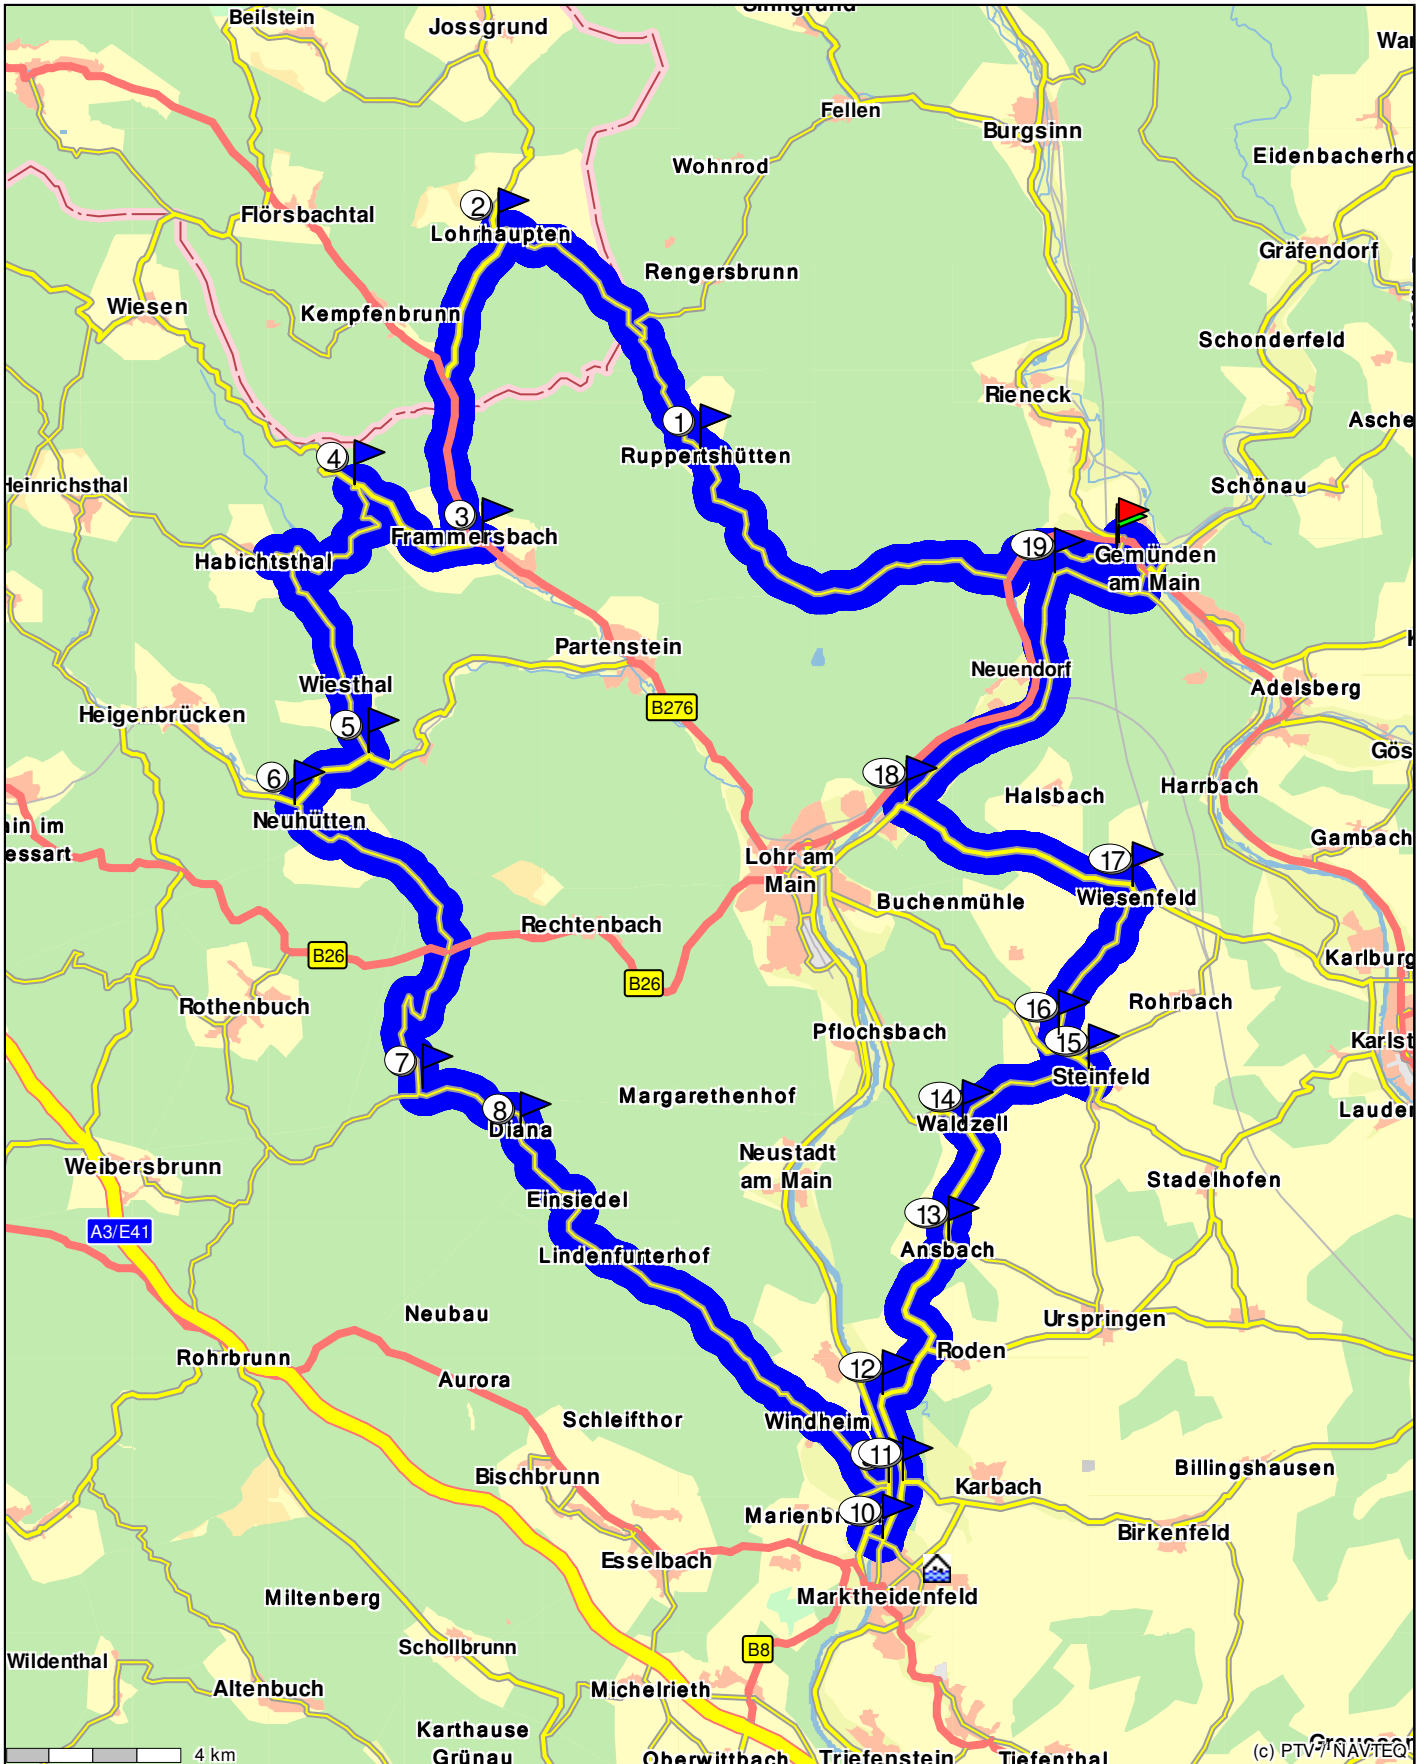 Beilstein
Jossgrund
Fellen
Burgsinn
Wohnrod
Flörsbachtal
2
Lohrhaupten
Rengersbrunn
Gräfendorf
Wiesen
Kempfenbrunn
Schonderfeld
Rieneck
1
Ruppertshütten
4
Heinrichsthal
Schönau
3
Frammersbach
19
Gemünden
am Main
Habichtsthal
Partenstein
Neuendorf
Wiesthal
Adelsberg
Heigenbrücken
B276
5
6
18
Halsbach
Harrbach
Neuhütten
Gambach
Lohr am
Main
17
Wiesenfeld
Buchenmühle
Rechtenbach
B26
B26
Karlburg
Rothenbuch
16
Rohrbach
Pflochsbach
15
7
Steinfeld
Margarethenhof
14
Waldzell
8
Diana
Neustadt
am Main
Weibersbrunn
Stadelhofen
Einsiedel
A3/E41
13
Ansbach
Lindenfurterhof
Neubau
Urspringen
Rohrbrunn
Roden
12
Aurora
Schleifthor
Windheim
11
Billingshausen
Bischbrunn
Karbach
10
Birkenfeld
Esselbach
Marktheidenfeld
Miltenberg
Schollbrunn
B8
Wildenthal
Altenbuch
Michelrieth
Karthause
Grünau
Oberwittbach
Triefenstein
Tiefenthal
4 km
(c) PTV, NAVTEQ